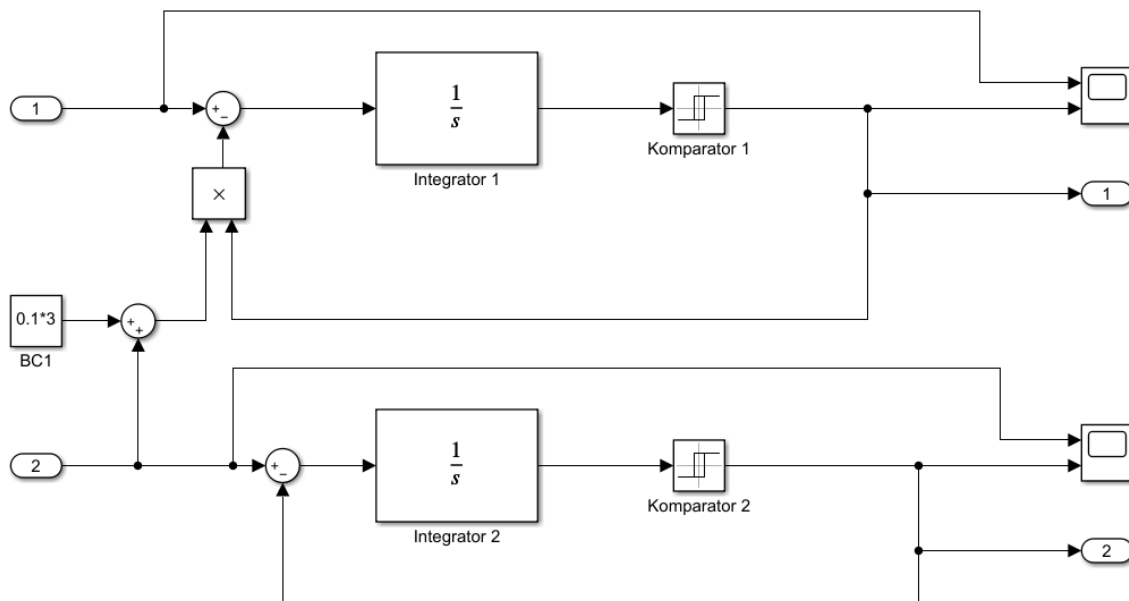 1
+
−
1
s
Integrator 1
Komparator 1
×
1
0.1*3
BC1
+
+
2
+
−
1
s
Integrator 2
Komparator 2
2